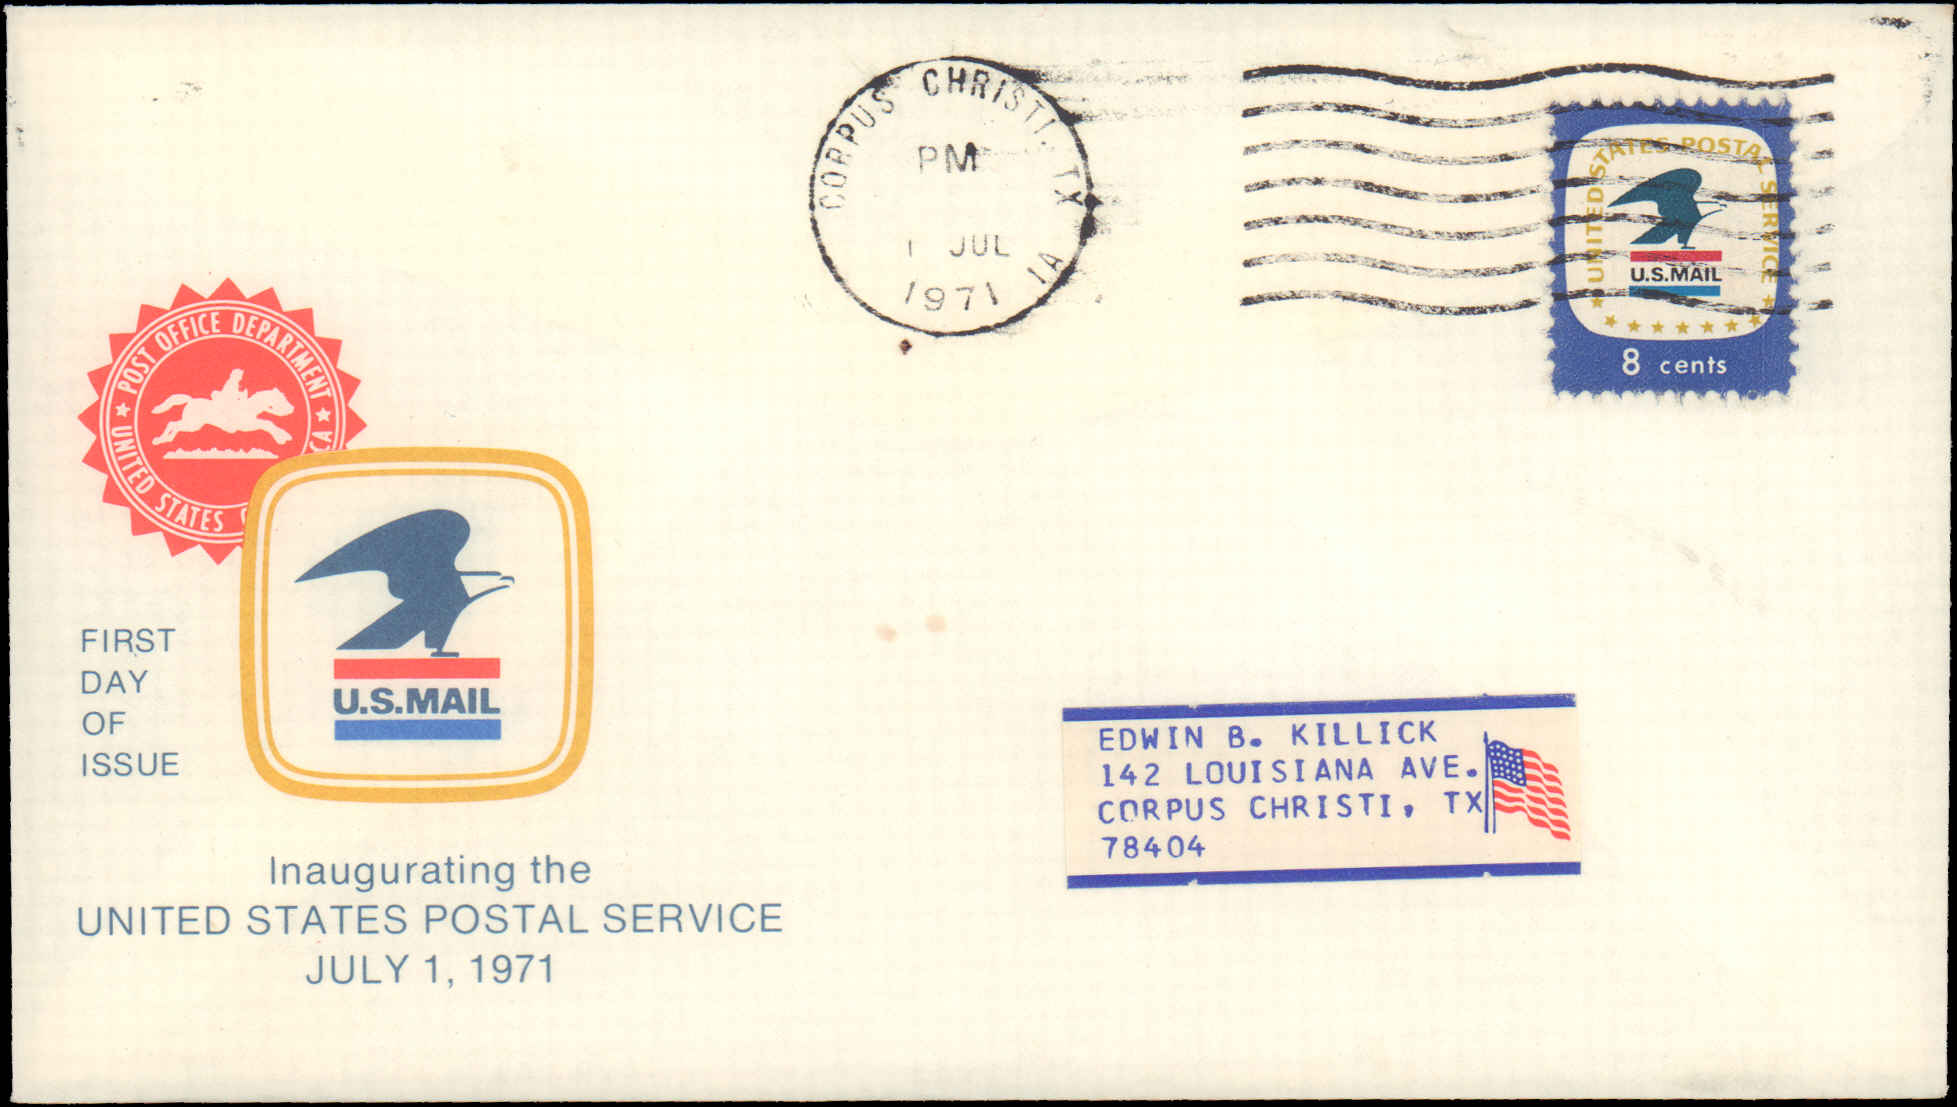 CORPUS CHRISTI, TX
PM
1 JUL
1971
1A
UNITED STATES POSTAL SERVICE
U.S.MAIL
8 cents
POST OFFICE DEPARTMENT
UNITED STATES
U.S.MAIL
FIRST
DAY
OF
ISSUE
Inaugurating the
UNITED STATES POSTAL SERVICE
JULY 1, 1971
EDWIN B. KILLICK
142 LOUISIANA AVE.
CORPUS CHRISTI, TX
78404